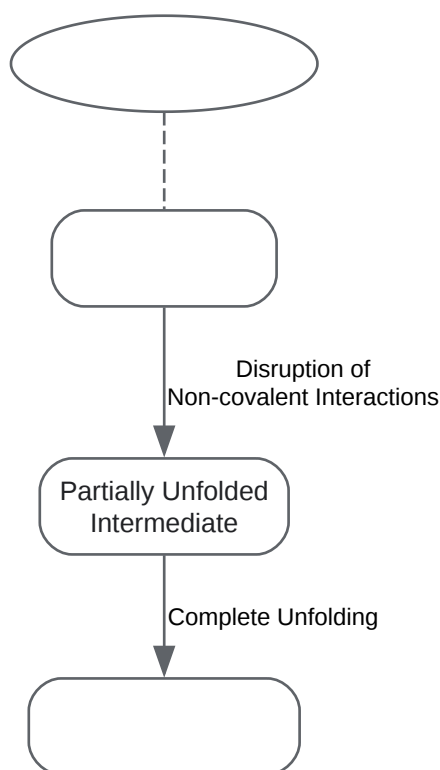 Disruption of
Non-covalent Interactions
Partially Unfolded
Intermediate
Complete Unfolding